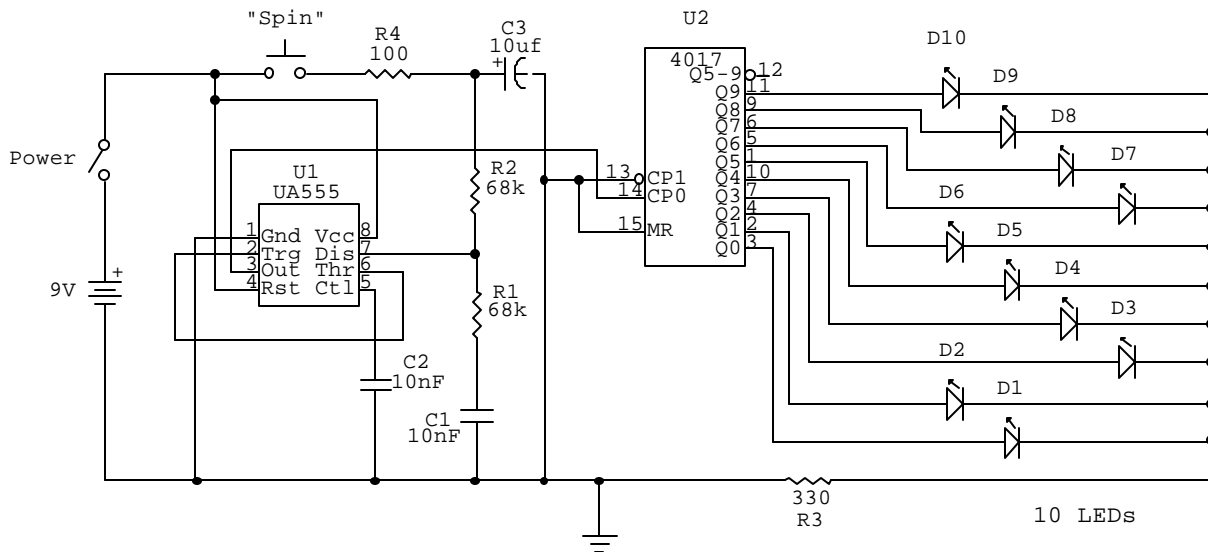 "Spin"
R4
100
C3
10uf
+
U2
4017
Q5-9 12
Q9 11
Q8 9
Q7 6
Q6 5
Q5 1
Q4 10
Q3 7
Q2 4
Q1 2
Q0 3
13 CP1
14 CP0
15 MR
D10
D9
D8
D7
D6
D5
D4
D3
D2
D1
Power
9V
+
U1
UA555
1 Gnd Vcc 8
2 Trg Dis 7
3 Out Thr 6
4 Rst Ctl 5
R2
68k
R1
68k
C2
10nF
C1
10nF
330
R3
10 LEDs